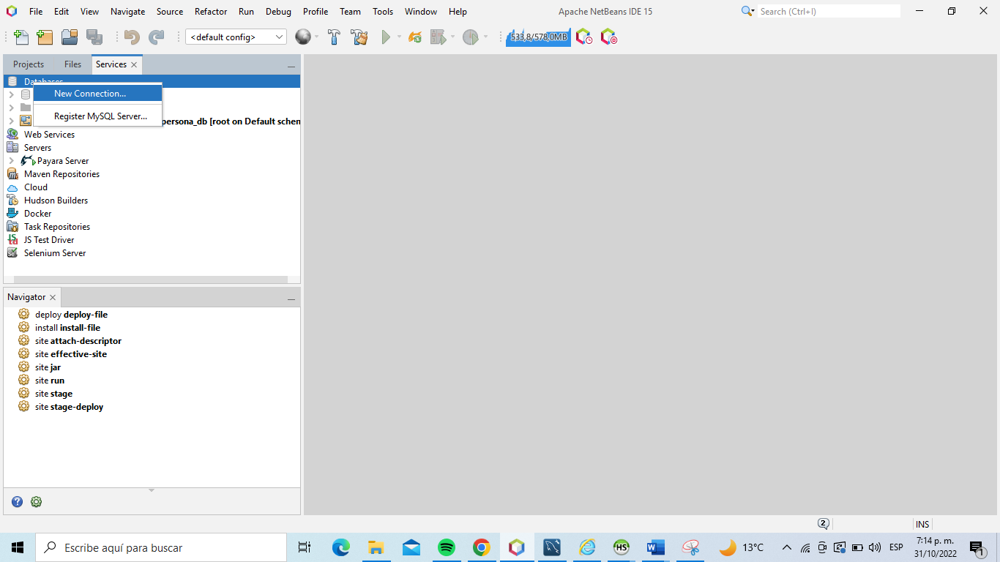 File Edit View Navigate Source Refactor Run Debug Profile Team Tools Window Help Apache NetBeans IDE 15 Search (Ctrl+I)
<default config> 533,8/578,0MB
Projects Files Services
Databases
New Connection...
Register MySQL Server...
persona_db [root on Default schem
Web Services
Servers
Payara Server
Maven Repositories
Cloud
Hudson Builders
Docker
Task Repositories
JS Test Driver
Selenium Server
Navigator
deploy deploy-file
install install-file
site attach-descriptor
site effective-site
site jar
site run
site stage
site stage-deploy
2 INS
Escribe aquí para buscar HS 13°C ESP 7:14 p. m.
31/10/2022 1